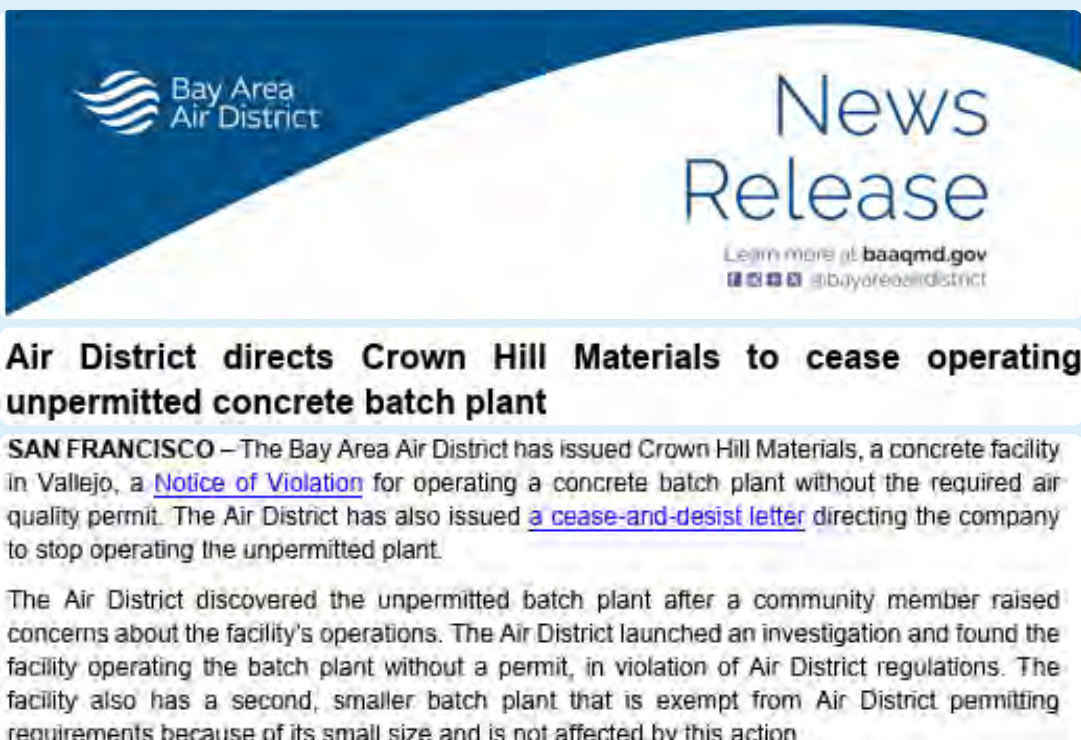 Bay Area
Air District
News
Release
Learn more at baaqmd.gov
@bayareaairdistrict
Air District directs Crown Hill Materials to cease operating
unpermitted concrete batch plant
SAN FRANCISCO – The Bay Area Air District has issued Crown Hill Materials, a concrete facility
in Vallejo, a Notice of Violation for operating a concrete batch plant without the required air
quality permit. The Air District has also issued a cease-and-desist letter directing the company
to stop operating the unpermitted plant.
The Air District discovered the unpermitted batch plant after a community member raised
concerns about the facility's operations. The Air District launched an investigation and found the
facility operating the batch plant without a permit, in violation of Air District regulations. The
facility also has a second, smaller batch plant that is exempt from Air District permitting
requirements because of its small size and is not affected by this action.